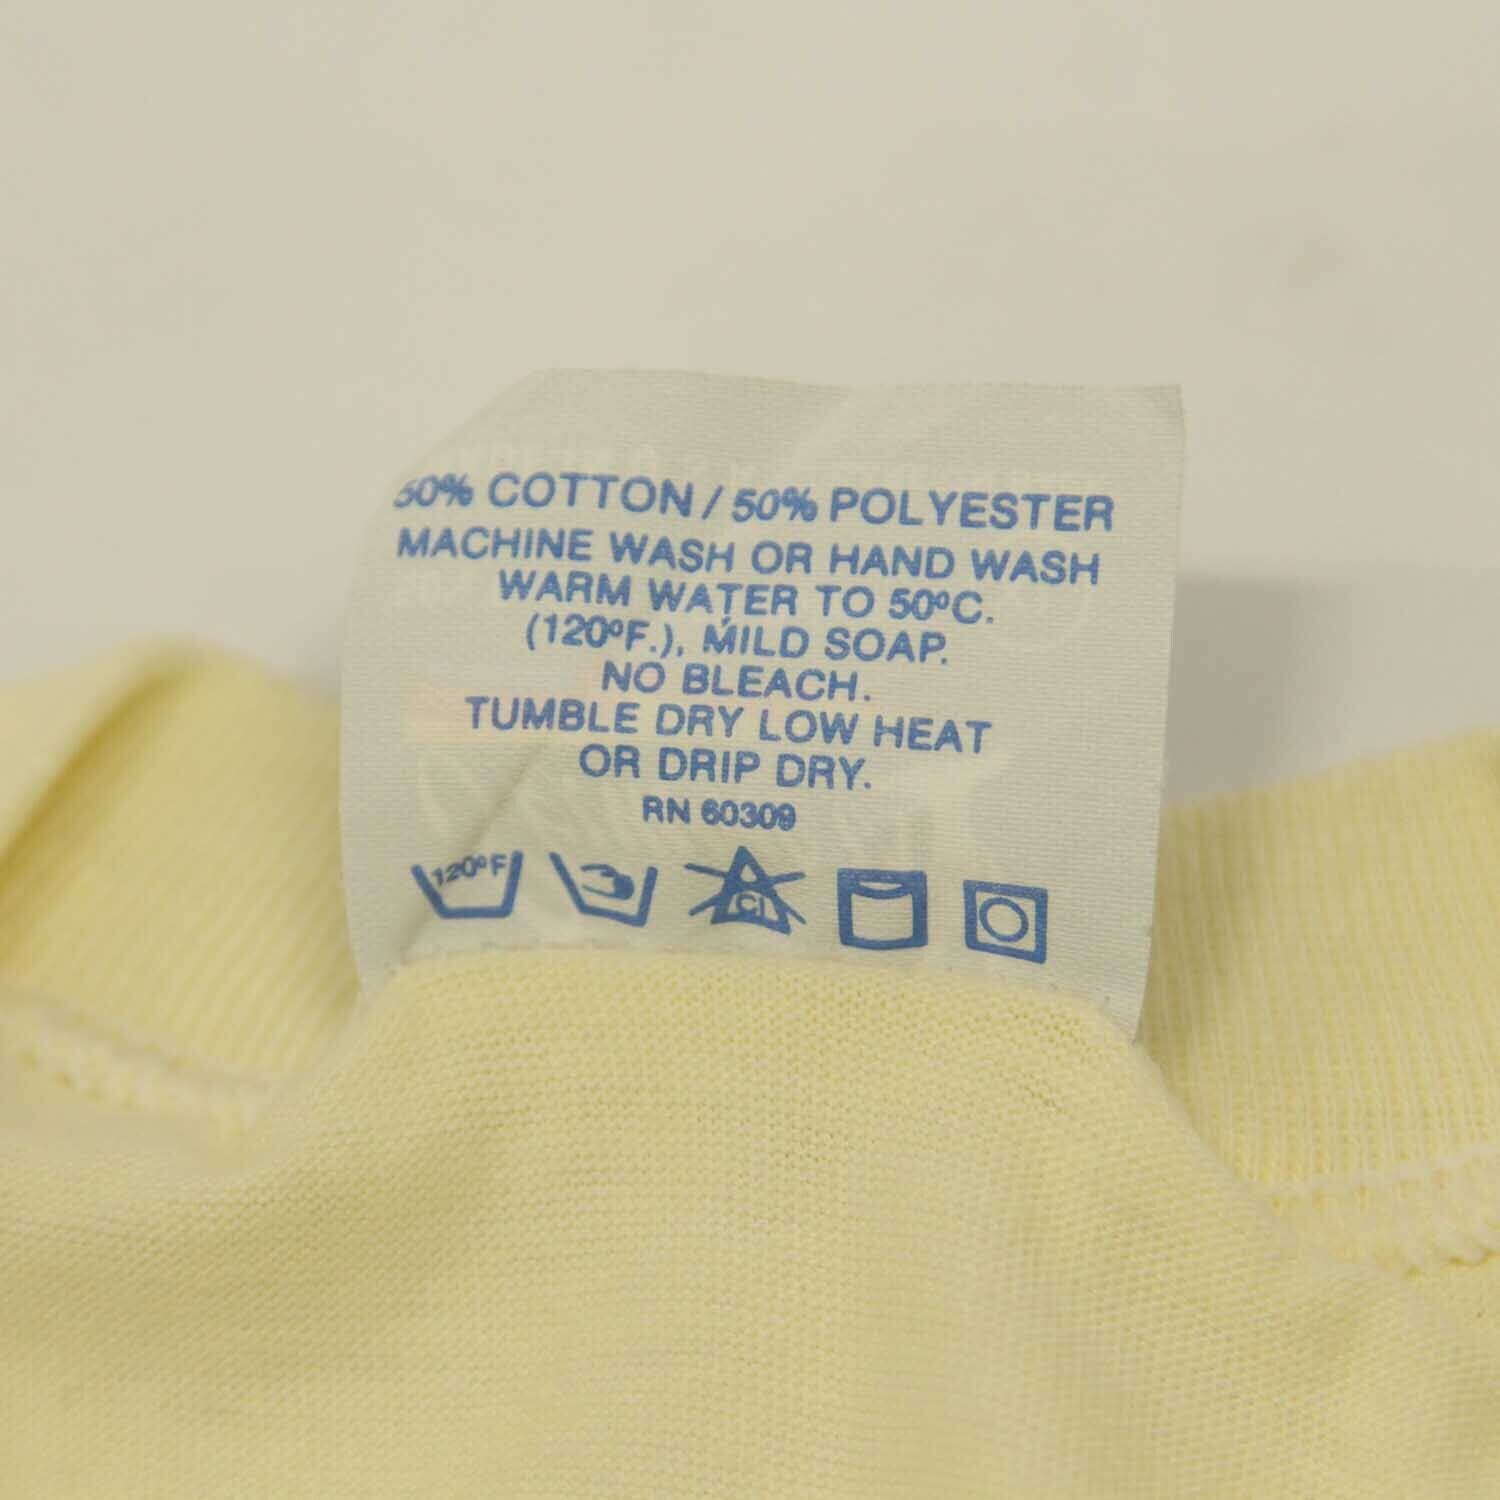 50% COTTON / 50% POLYESTER
MACHINE WASH OR HAND WASH
WARM WATER TO 50ºC.
(120ºF.), MILD SOAP.
NO BLEACH.
TUMBLE DRY LOW HEAT
OR DRIP DRY.
RN 60309
120ºF
Cl